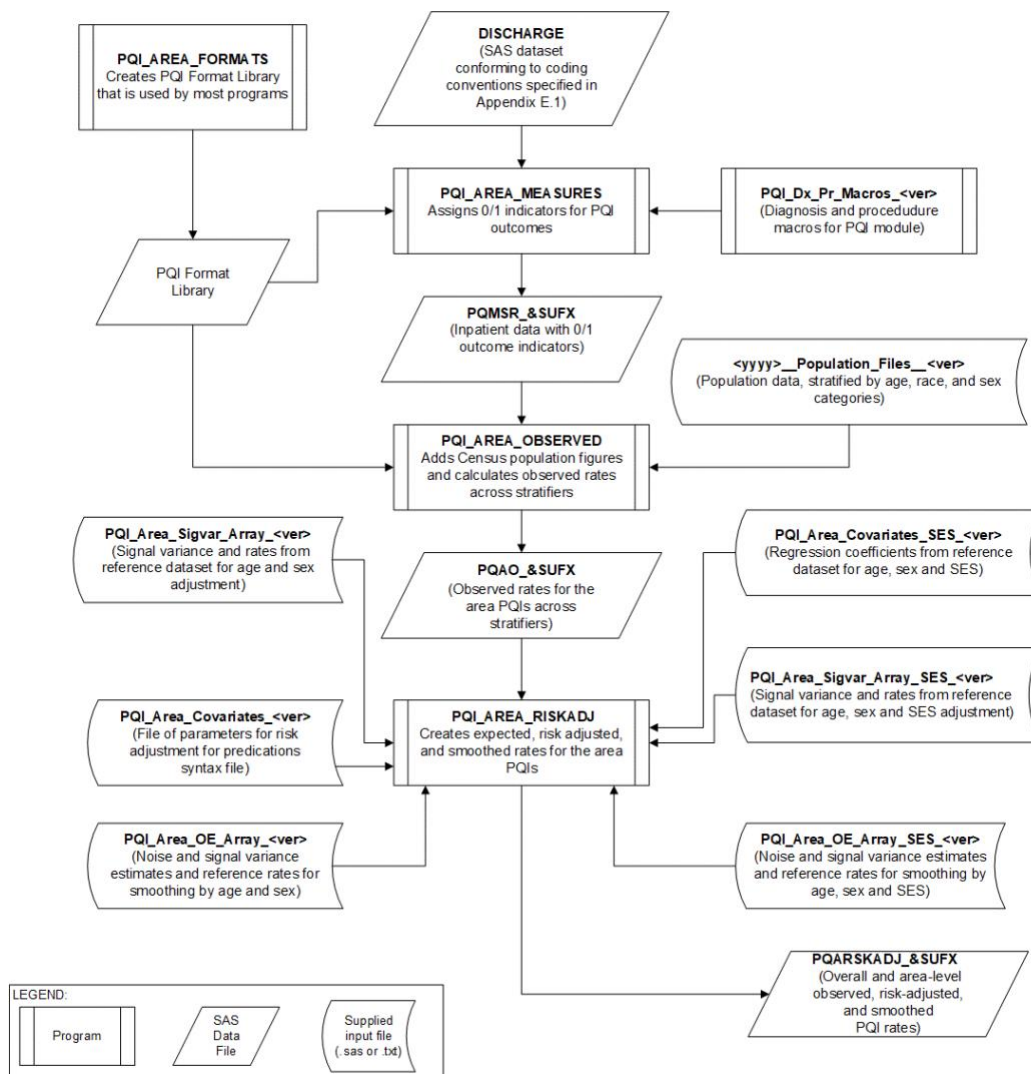 PQI_AREA_FORMATS
Creates PQI Format Library
that is used by most programs
DISCHARGE
(SAS dataset
conforming to coding
conventions specified in
Appendix E.1)
PQI_AREA_MEASURES
Assigns 0/1 indicators for PQI
outcomes
PQI_Dx_Pr_Macros_<ver>
(Diagnosis and procedudure
macros for PQI module)
PQI Format
Library
PQMSR_&SUFX
(Inpatient data with 0/1
outcome indicators)
<yyyy>__Population_Files__<ver>
(Population data, stratified by age, race, and sex
categories)
PQI_AREA_OBSERVED
Adds Census population figures
and calculates observed rates
across stratifiers
PQI_Area_Sigvar_Array_<ver>
(Signal variance and rates from
reference dataset for age and sex
adjustment)
PQAO_&SUFX
(Observed rates for the
area PQIs across
stratifiers)
PQI_Area_Covariates_SES_<ver>
(Regression coefficients from reference
dataset for age, sex and SES)
PQI_Area_Sigvar_Array_SES_<ver>
(Signal variance and rates from reference
dataset for age, sex and SES adjustment)
PQI_Area_Covariates_<ver>
(File of parameters for risk
adjustment for predications
syntax file)
PQI_AREA_RISKADJ
Creates expected, risk adjusted,
and smoothed rates for the area
PQIs
PQI_Area_OE_Array_<ver>
(Noise and signal variance
estimates and reference rates for
smoothing by age and sex)
PQI_Area_OE_Array_SES_<ver>
(Noise and signal variance estimates
and reference rates for smoothing by
age, sex and SES)
PQARSKADJ_&SUFX
(Overall and area-level
observed, risk-adjusted,
and smoothed
PQI rates)
LEGEND:
Program
SAS
Data
File
Supplied
input file
(.sas or .txt)